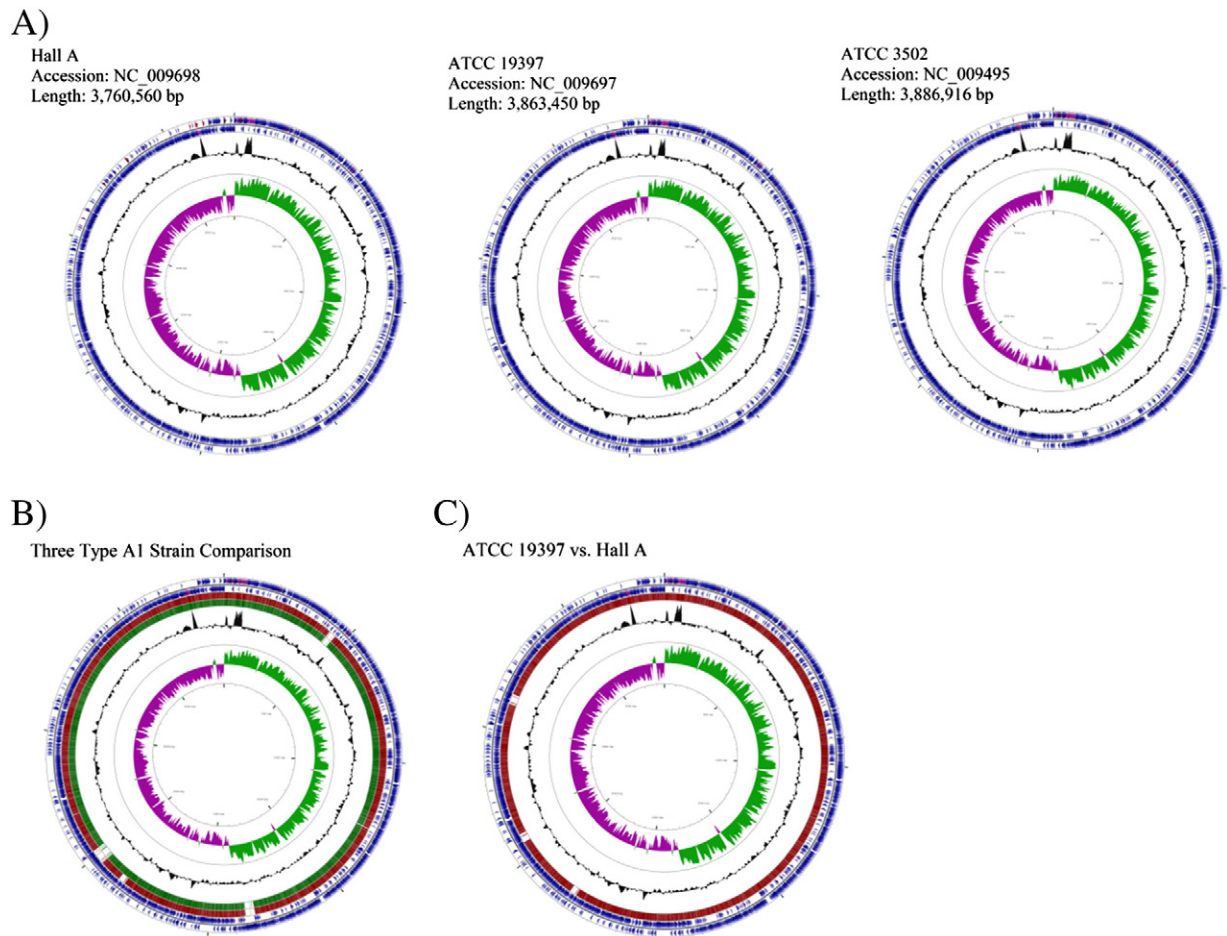 A)
Hall A
Accession: NC_009698
Length: 3,760,560 bp
ATCC 19397
Accession: NC_009697
Length: 3,863,450 bp
ATCC 3502
Accession: NC_009495
Length: 3,886,916 bp
B)
Three Type A1 Strain Comparison
C)
ATCC 19397 vs. Hall A